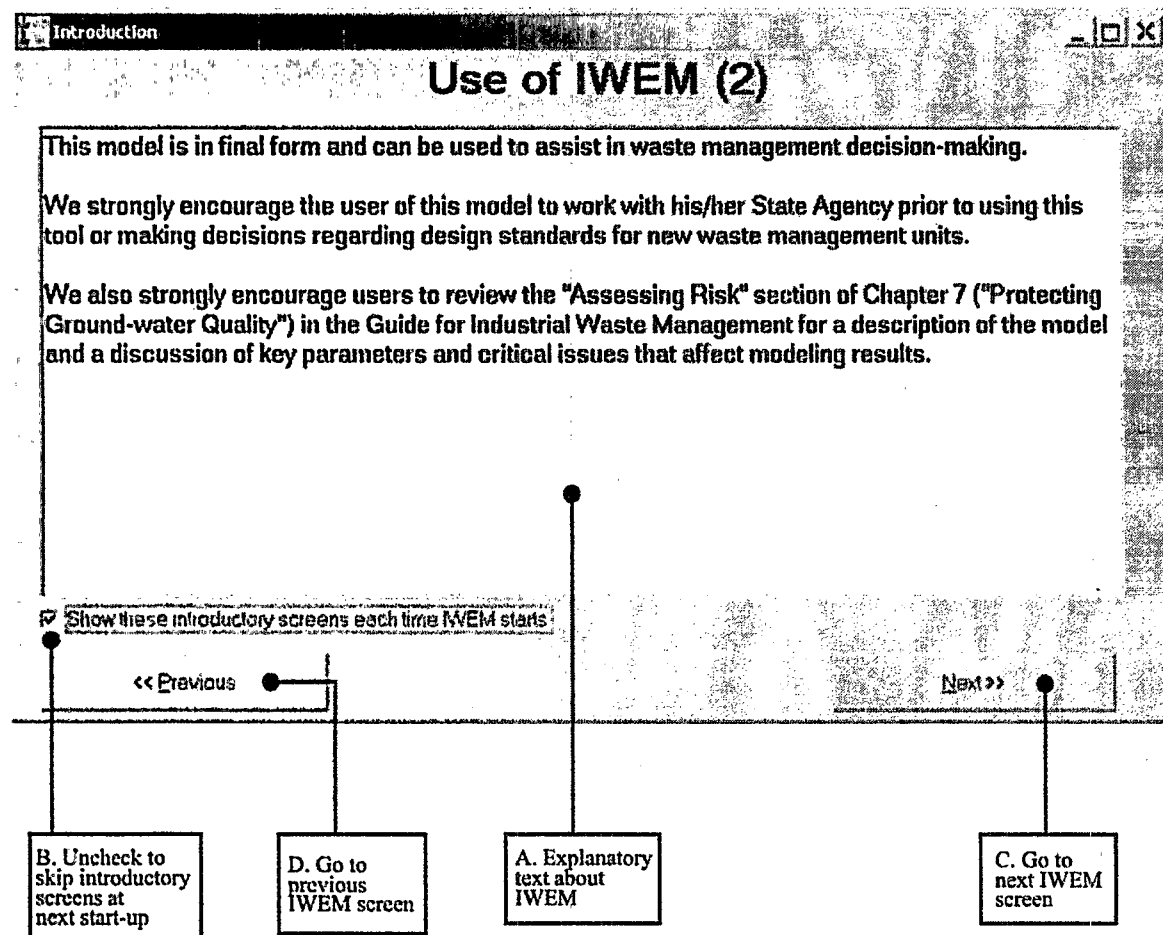 Introduction
Use of IWEM (2)
This model is in final form and can be used to assist in waste management decision-making.
We strongly encourage the user of this model to work with his/her State Agency prior to using this
tool or making decisions regarding design standards for new waste management units.
We also strongly encourage users to review the "Assessing Risk" section of Chapter 7 ("Protecting
Ground-water Quality") in the Guide for Industrial Waste Management for a description of the model
and a discussion of key parameters and critical issues that affect modeling results.
Show these introductory screens each time IWEM starts
<< Previous
Next >>
B. Uncheck to
skip introductory
screens at
next start-up
D. Go to
previous
IWEM screen
A. Explanatory
text about
IWEM
C. Go to
next IWEM
screen